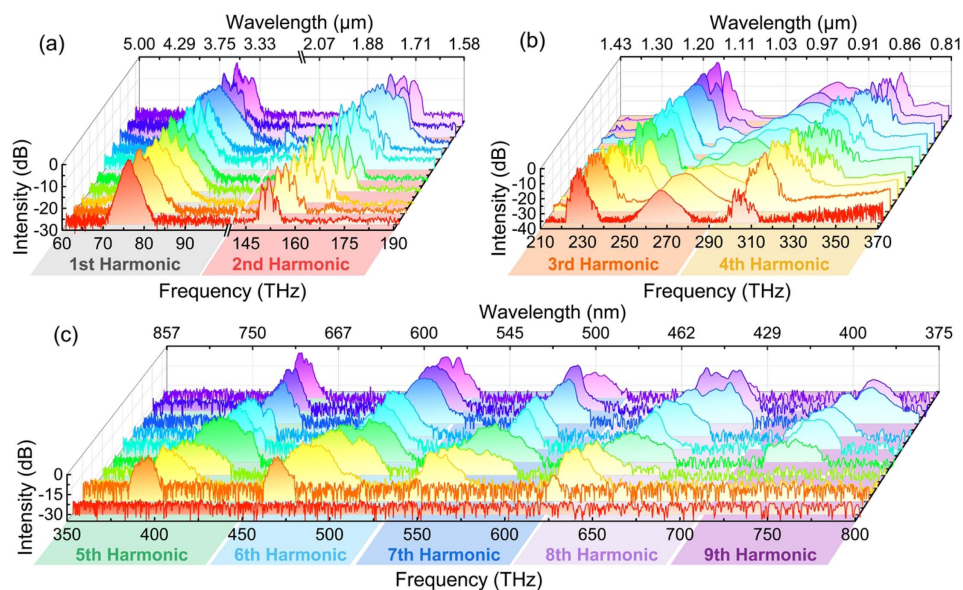 Wavelength (µm)
(a)
5.00 4.29 3.75 3.33 2.07 1.88 1.71 1.58
Intensity (dB)
0
-10
-20
-30
60 70 80 90 145 160 175 190
1st Harmonic 2nd Harmonic
Frequency (THz)
Wavelength (µm)
(b)
1.43 1.30 1.20 1.11 1.03 0.97 0.91 0.86 0.81
Intensity (dB)
0
-10
-20
-30
-40
210 230 250 270 290 310 330 350 370
3rd Harmonic 4th Harmonic
Frequency (THz)
Wavelength (nm)
(c)
857 750 667 600 545 500 462 429 400 375
Intensity (dB)
0
-15
-30
350 400 450 500 550 600 650 700 750 800
5th Harmonic 6th Harmonic 7th Harmonic 8th Harmonic 9th Harmonic
Frequency (THz)